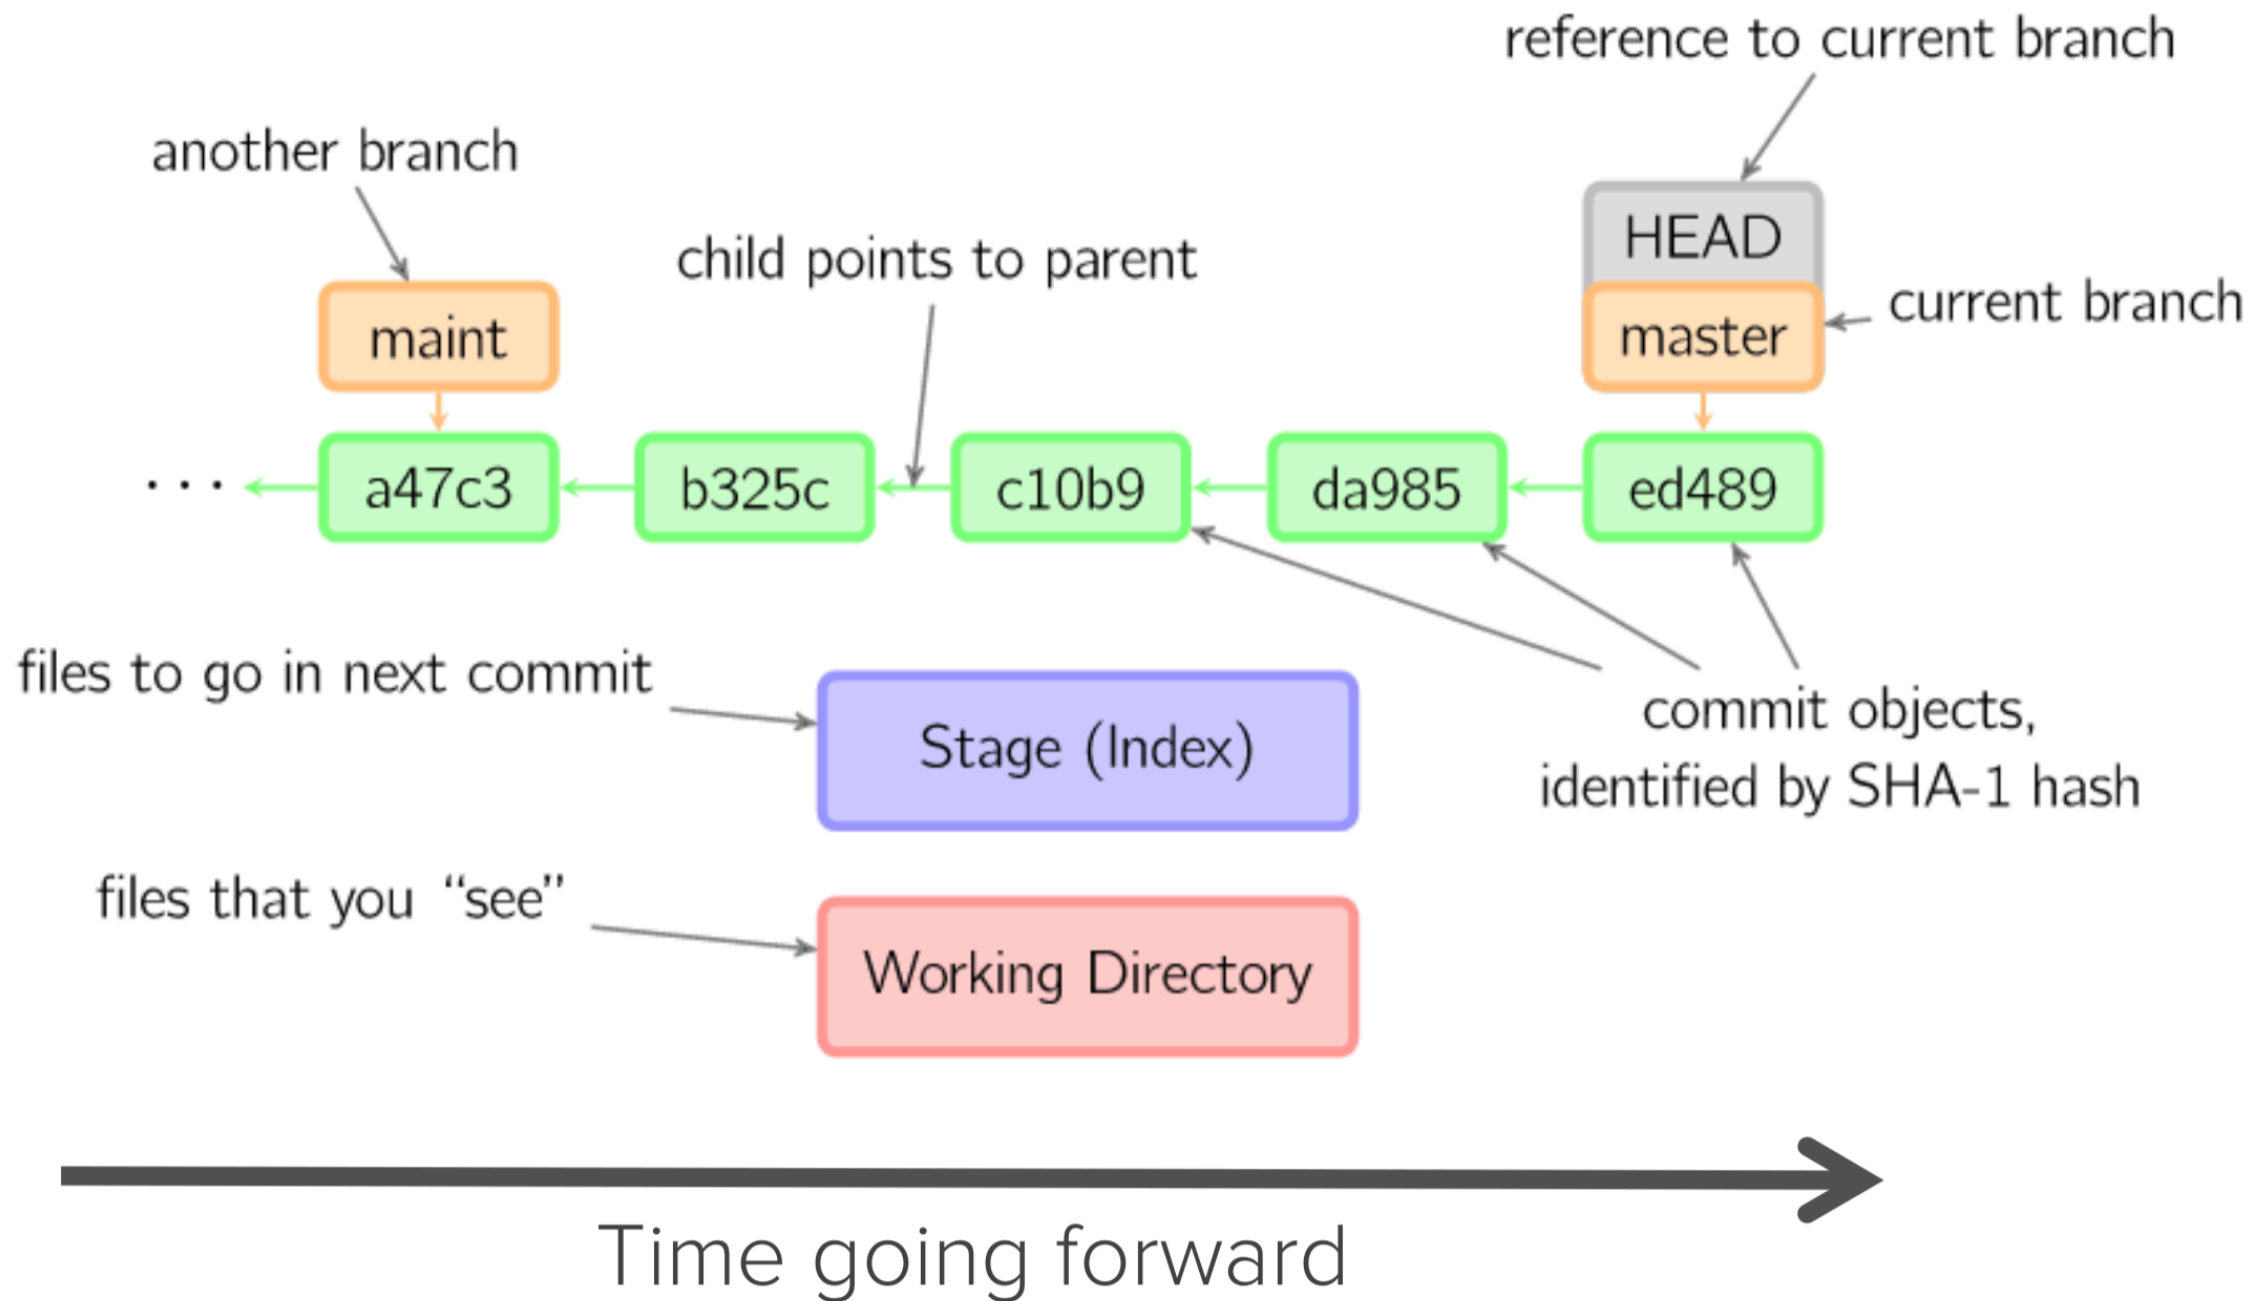 reference to current branch
another branch
child points to parent
HEAD
current branch
maint
master
· · ·
a47c3
b325c
c10b9
da985
ed489
files to go in next commit
Stage (Index)
commit objects,
identified by SHA-1 hash
files that you “see”
Working Directory
Time going forward